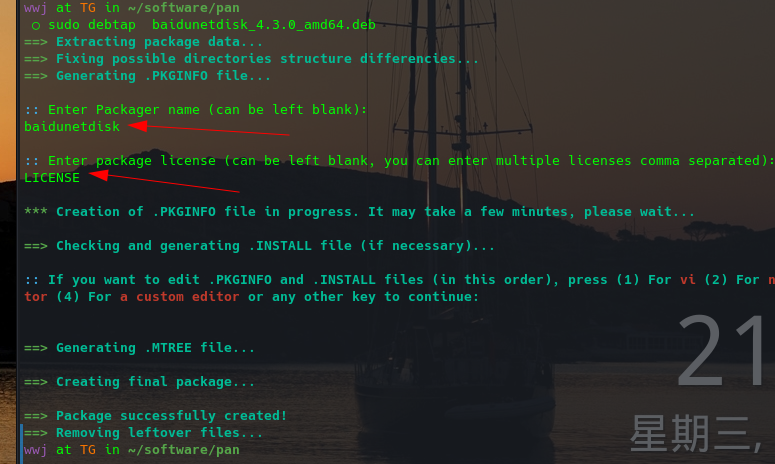 wwj at TG in ~/software/pan
○ sudo debtap  baidunetdisk_4.3.0_amd64.deb
==> Extracting package data...
==> Fixing possible directories structure differencies...
==> Generating .PKGINFO file...
:: Enter Packager name (can be left blank):
baidunetdisk
:: Enter package license (can be left blank, you can enter multiple licenses comma separated):
LICENSE
*** Creation of .PKGINFO file in progress. It may take a few minutes, please wait...
==> Checking and generating .INSTALL file (if necessary)...
:: If you want to edit .PKGINFO and .INSTALL files (in this order), press (1) For vi (2) For n
tor (4) For a custom editor or any other key to continue:
==> Generating .MTREE file...
==> Creating final package...
==> Package successfully created!
==> Removing leftover files...
wwj at TG in ~/software/pan
21
星期三,